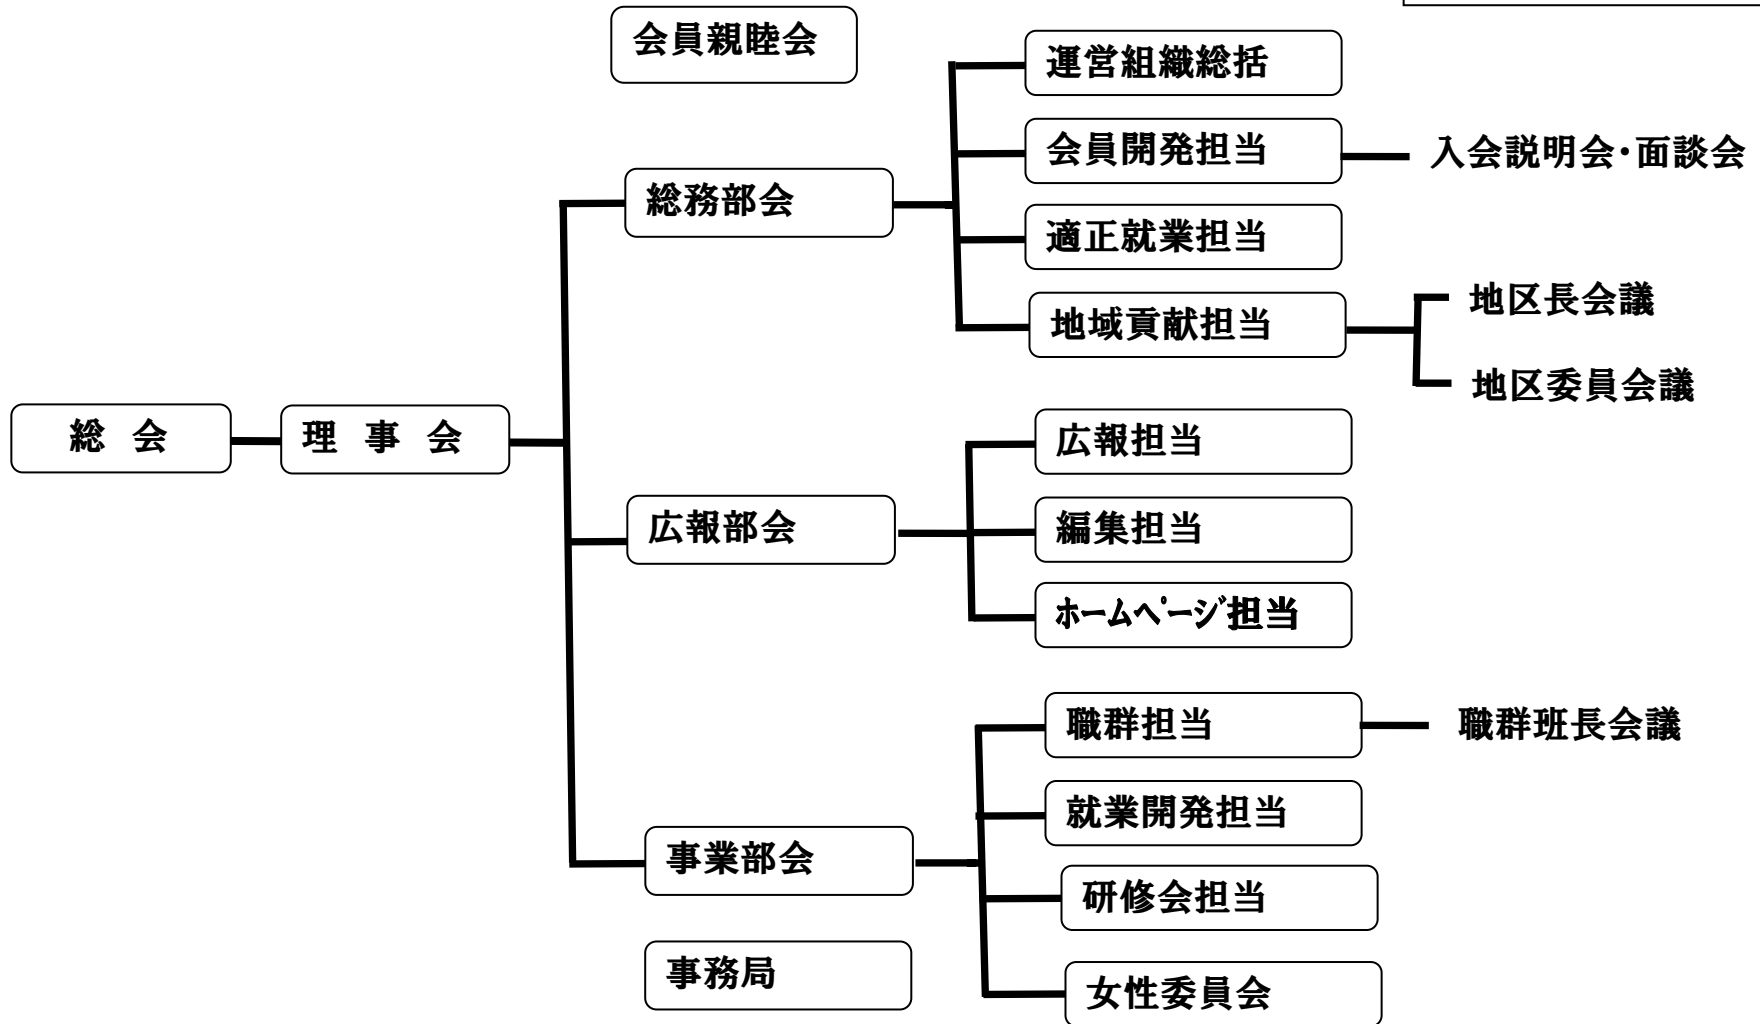 会員親睦会
運営組織総括
会員開発担当
入会説明会・面談会
総務部会
適正就業担当
地域貢献担当
地区長会議
地区委員会議
総 会
理 事 会
広報担当
広報部会
編集担当
ホームページ担当
職群担当
職群班長会議
就業開発担当
事業部会
研修会担当
事務局
女性委員会